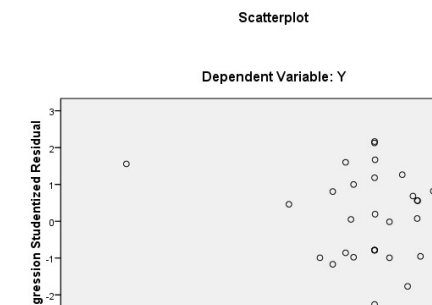 Scatterplot
Dependent Variable: Y
gression Studentized Residual
3
2
1
0
-1
-2